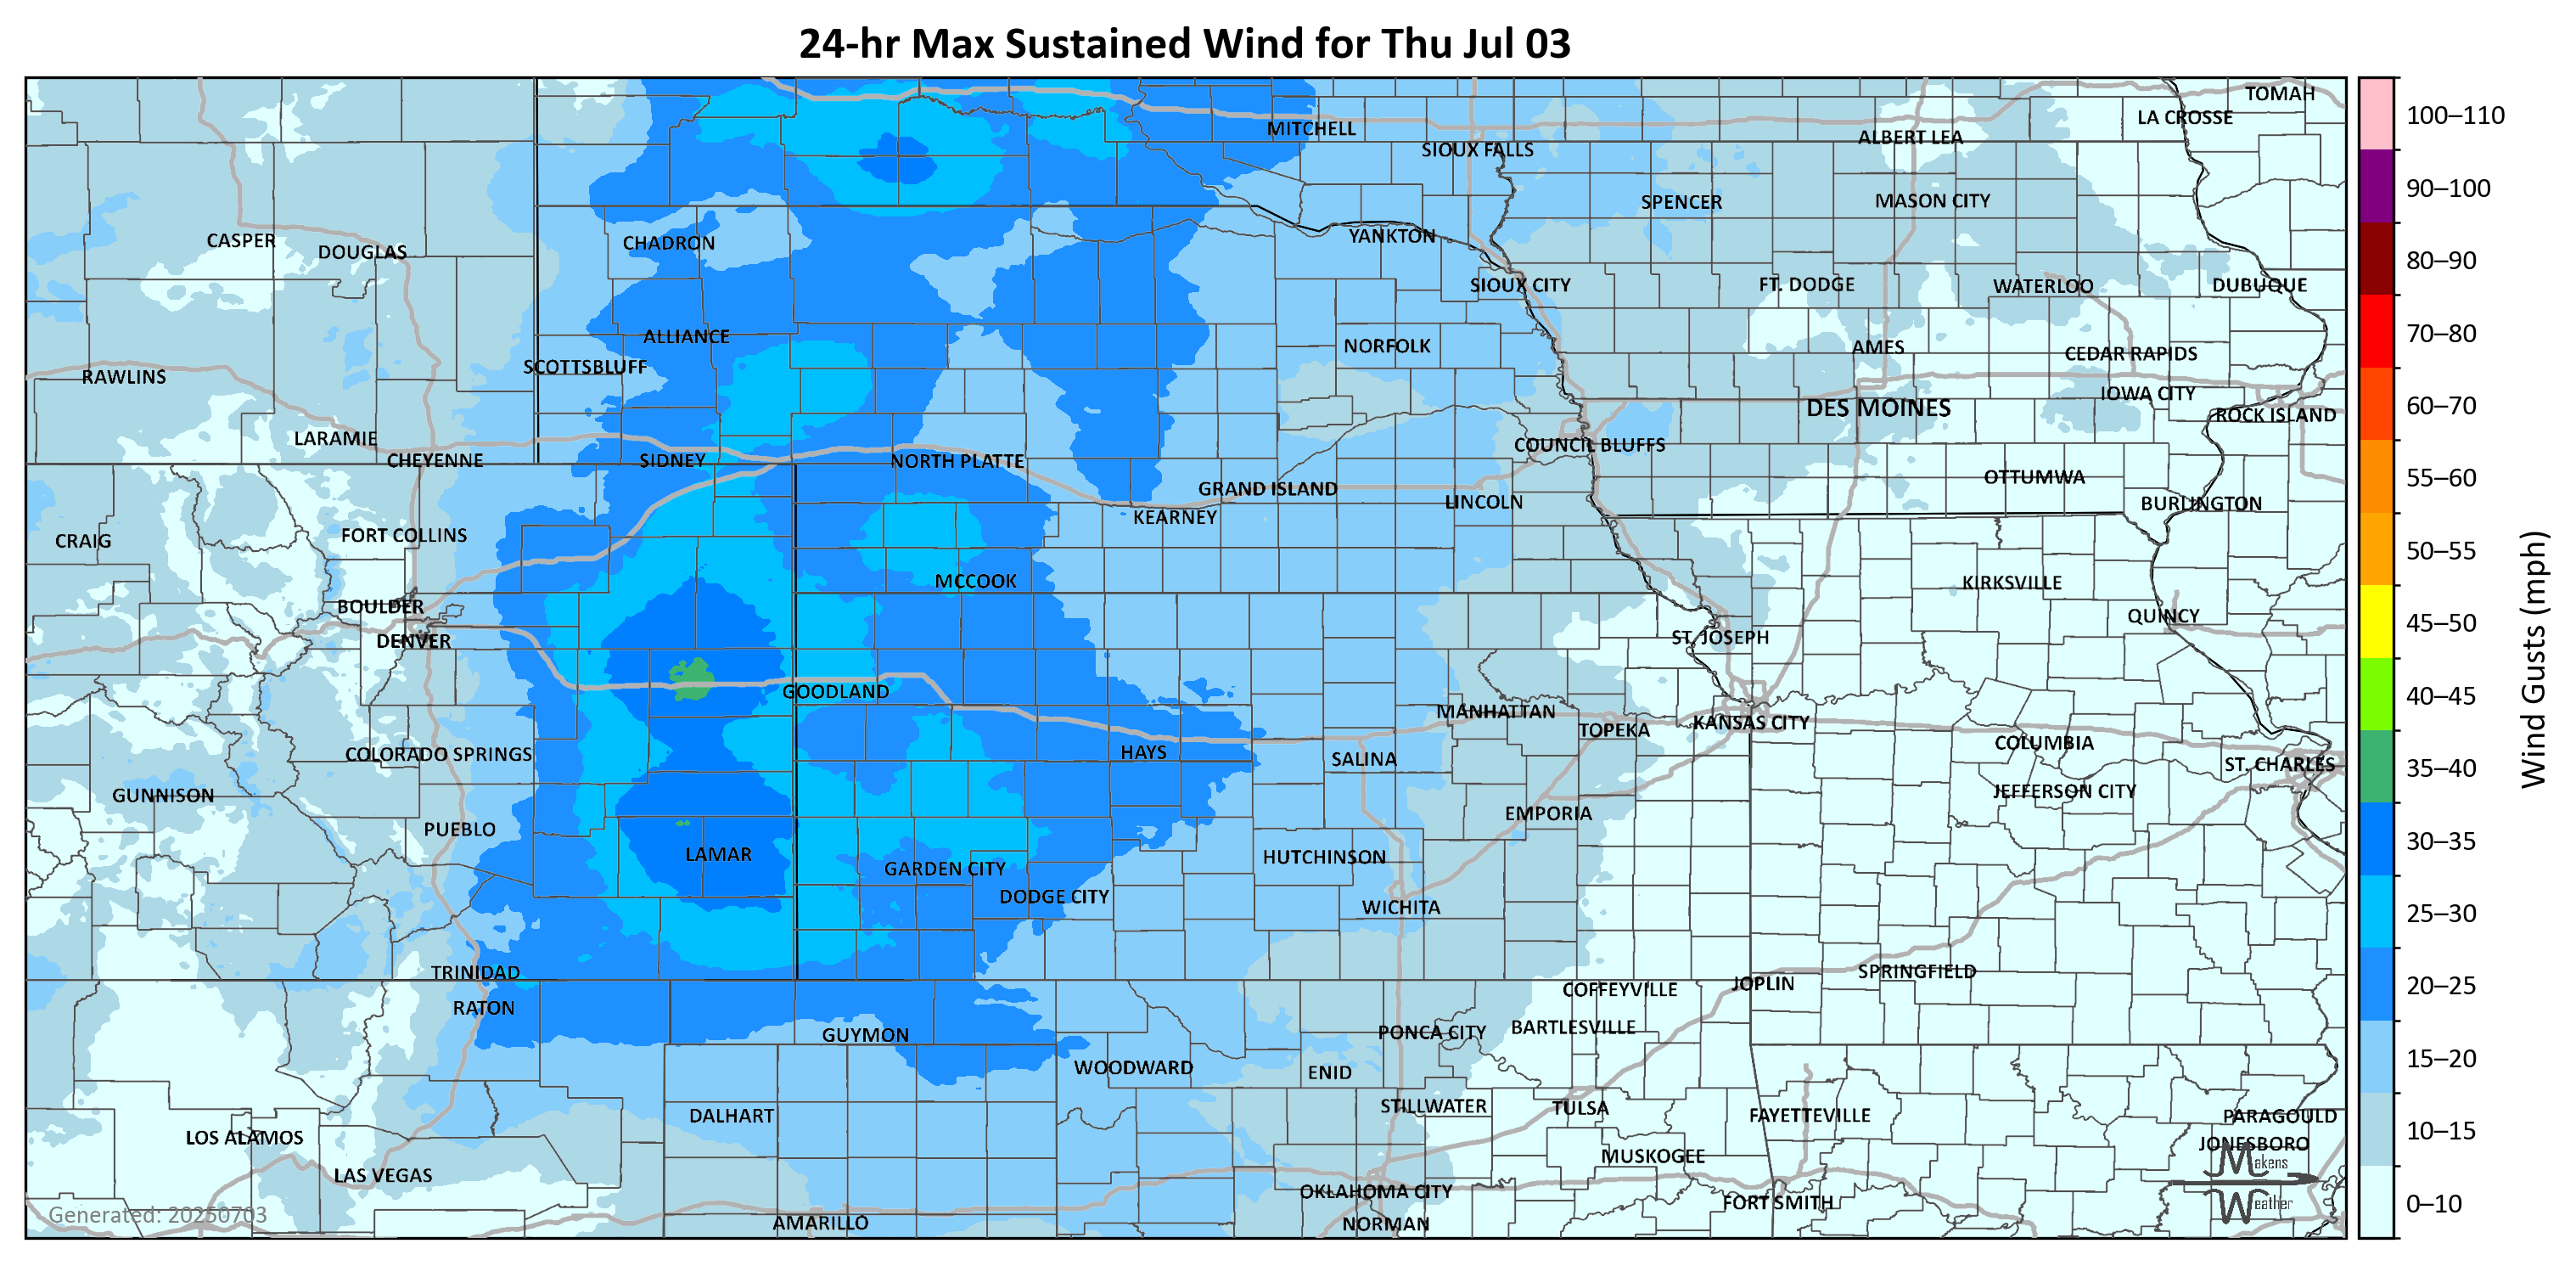 24-hr Max Sustained Wind for Thu Jul 03
TOMAH
LA CROSSE
MITCHELL
ALBERT LEA
SIOUX FALLS
SPENCER
MASON CITY
CASPER
DOUGLAS
CHADRON
YANKTON
SIOUX CITY
FT. DODGE
WATERLOO
DUBUQUE
ALLIANCE
NORFOLK
AMES
CEDAR RAPIDS
SCOTTSBLUFF
RAWLINS
IOWA CITY
DES MOINES
ROCK ISLAND
LARAMIE
COUNCIL BLUFFS
CHEYENNE
SIDNEY
NORTH PLATTE
OTTUMWA
GRAND ISLAND
LINCOLN
BURLINGTON
KEARNEY
FORT COLLINS
CRAIG
MCCOOK
KIRKSVILLE
BOULDER
QUINCY
DENVER
ST. JOSEPH
GOODLAND
MANHATTAN
TOPEKA
KANSAS CITY
COLUMBIA
COLORADO SPRINGS
HAYS
SALINA
ST. CHARLES
GUNNISON
JEFFERSON CITY
EMPORIA
PUEBLO
LAMAR
HUTCHINSON
GARDEN CITY
DODGE CITY
WICHITA
TRINIDAD
SPRINGFIELD
JOPLIN
COFFEYVILLE
RATON
BARTLESVILLE
PONCA CITY
GUYMON
WOODWARD
ENID
STILLWATER
TULSA
DALHART
FAYETTEVILLE
PARAGOULD
LOS ALAMOS
JONESBORO
MUSKOGEE
LAS VEGAS
OKLAHOMA CITY
FORT SMITH
AMARILLO
NORMAN
Generated: 20250703
Makens
Weather
100–110
90–100
80–90
70–80
60–70
55–60
50–55
45–50
40–45
35–40
30–35
25–30
20–25
15–20
10–15
0–10
Wind Gusts (mph)